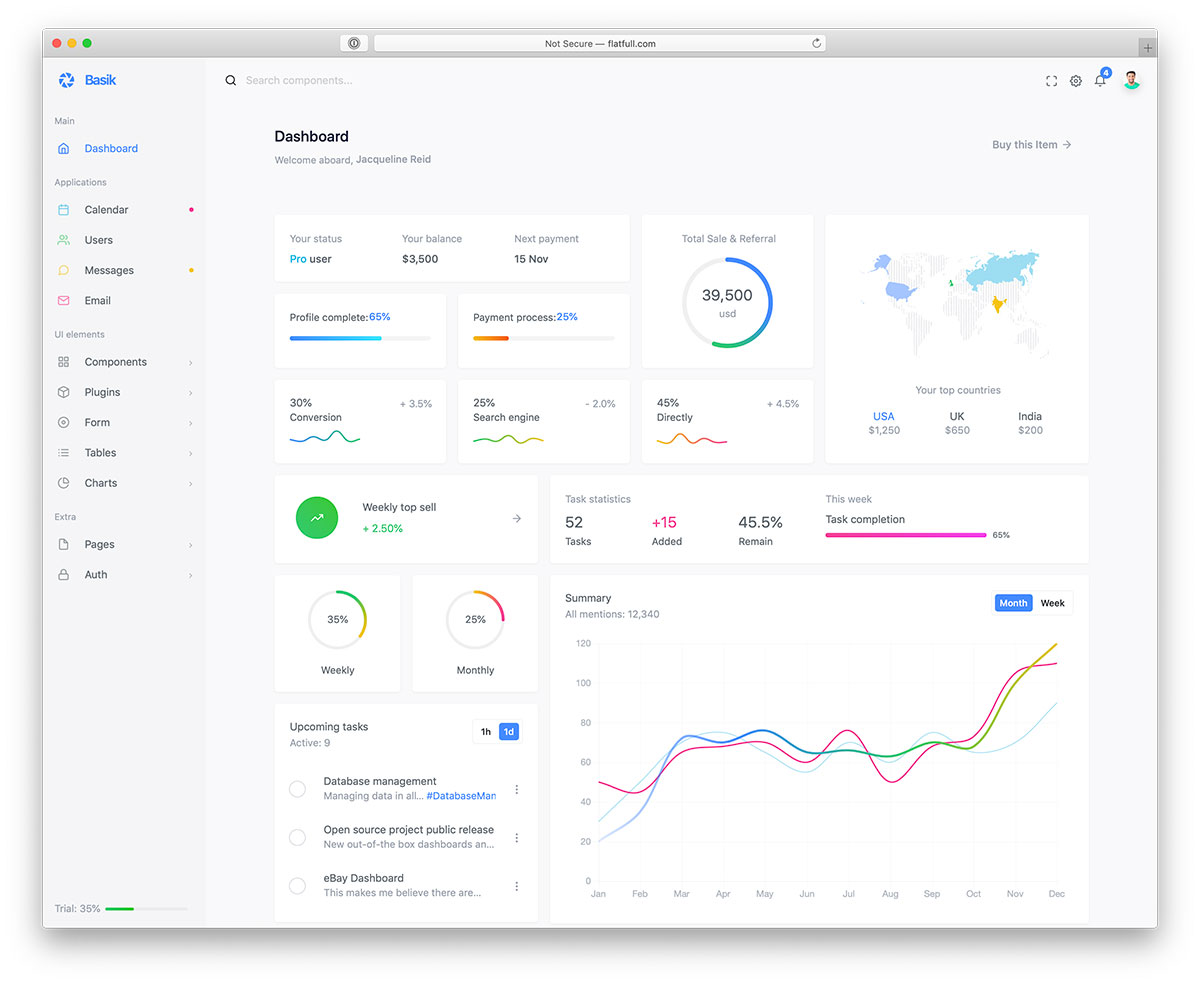 Not Secure — flatfull.com
Basik
Search components...
4
Main
Dashboard
Applications
Calendar
Users
Messages
Email
UI elements
Components
Plugins
Form
Tables
Charts
Extra
Pages
Auth
Trial: 35%
Dashboard
Welcome aboard, Jacqueline Reid
Buy this Item
Your status
Pro user
Your balance
$3,500
Next payment
15 Nov
Profile complete:65%
Payment process:25%
Total Sale & Referral
39,500
usd
Your top countries
USA
$1,250
UK
$650
India
$200
30%
Conversion
+ 3.5%
25%
Search engine
- 2.0%
45%
Directly
+ 4.5%
Weekly top sell
+ 2.50%
Task statistics
52
Tasks
+15
Added
45.5%
Remain
This week
Task completion
65%
35%
Weekly
25%
Monthly
Summary
All mentions: 12,340
Month
Week
120
100
80
60
40
20
0
Jan Feb Mar Apr May Jun Jul Aug Sep Oct Nov Dec
Upcoming tasks
Active: 9
1h
1d
Database management
Managing data in all... #DatabaseMan
Open source project public release
New out-of-the box dashboards an...
eBay Dashboard
This makes me believe there are...